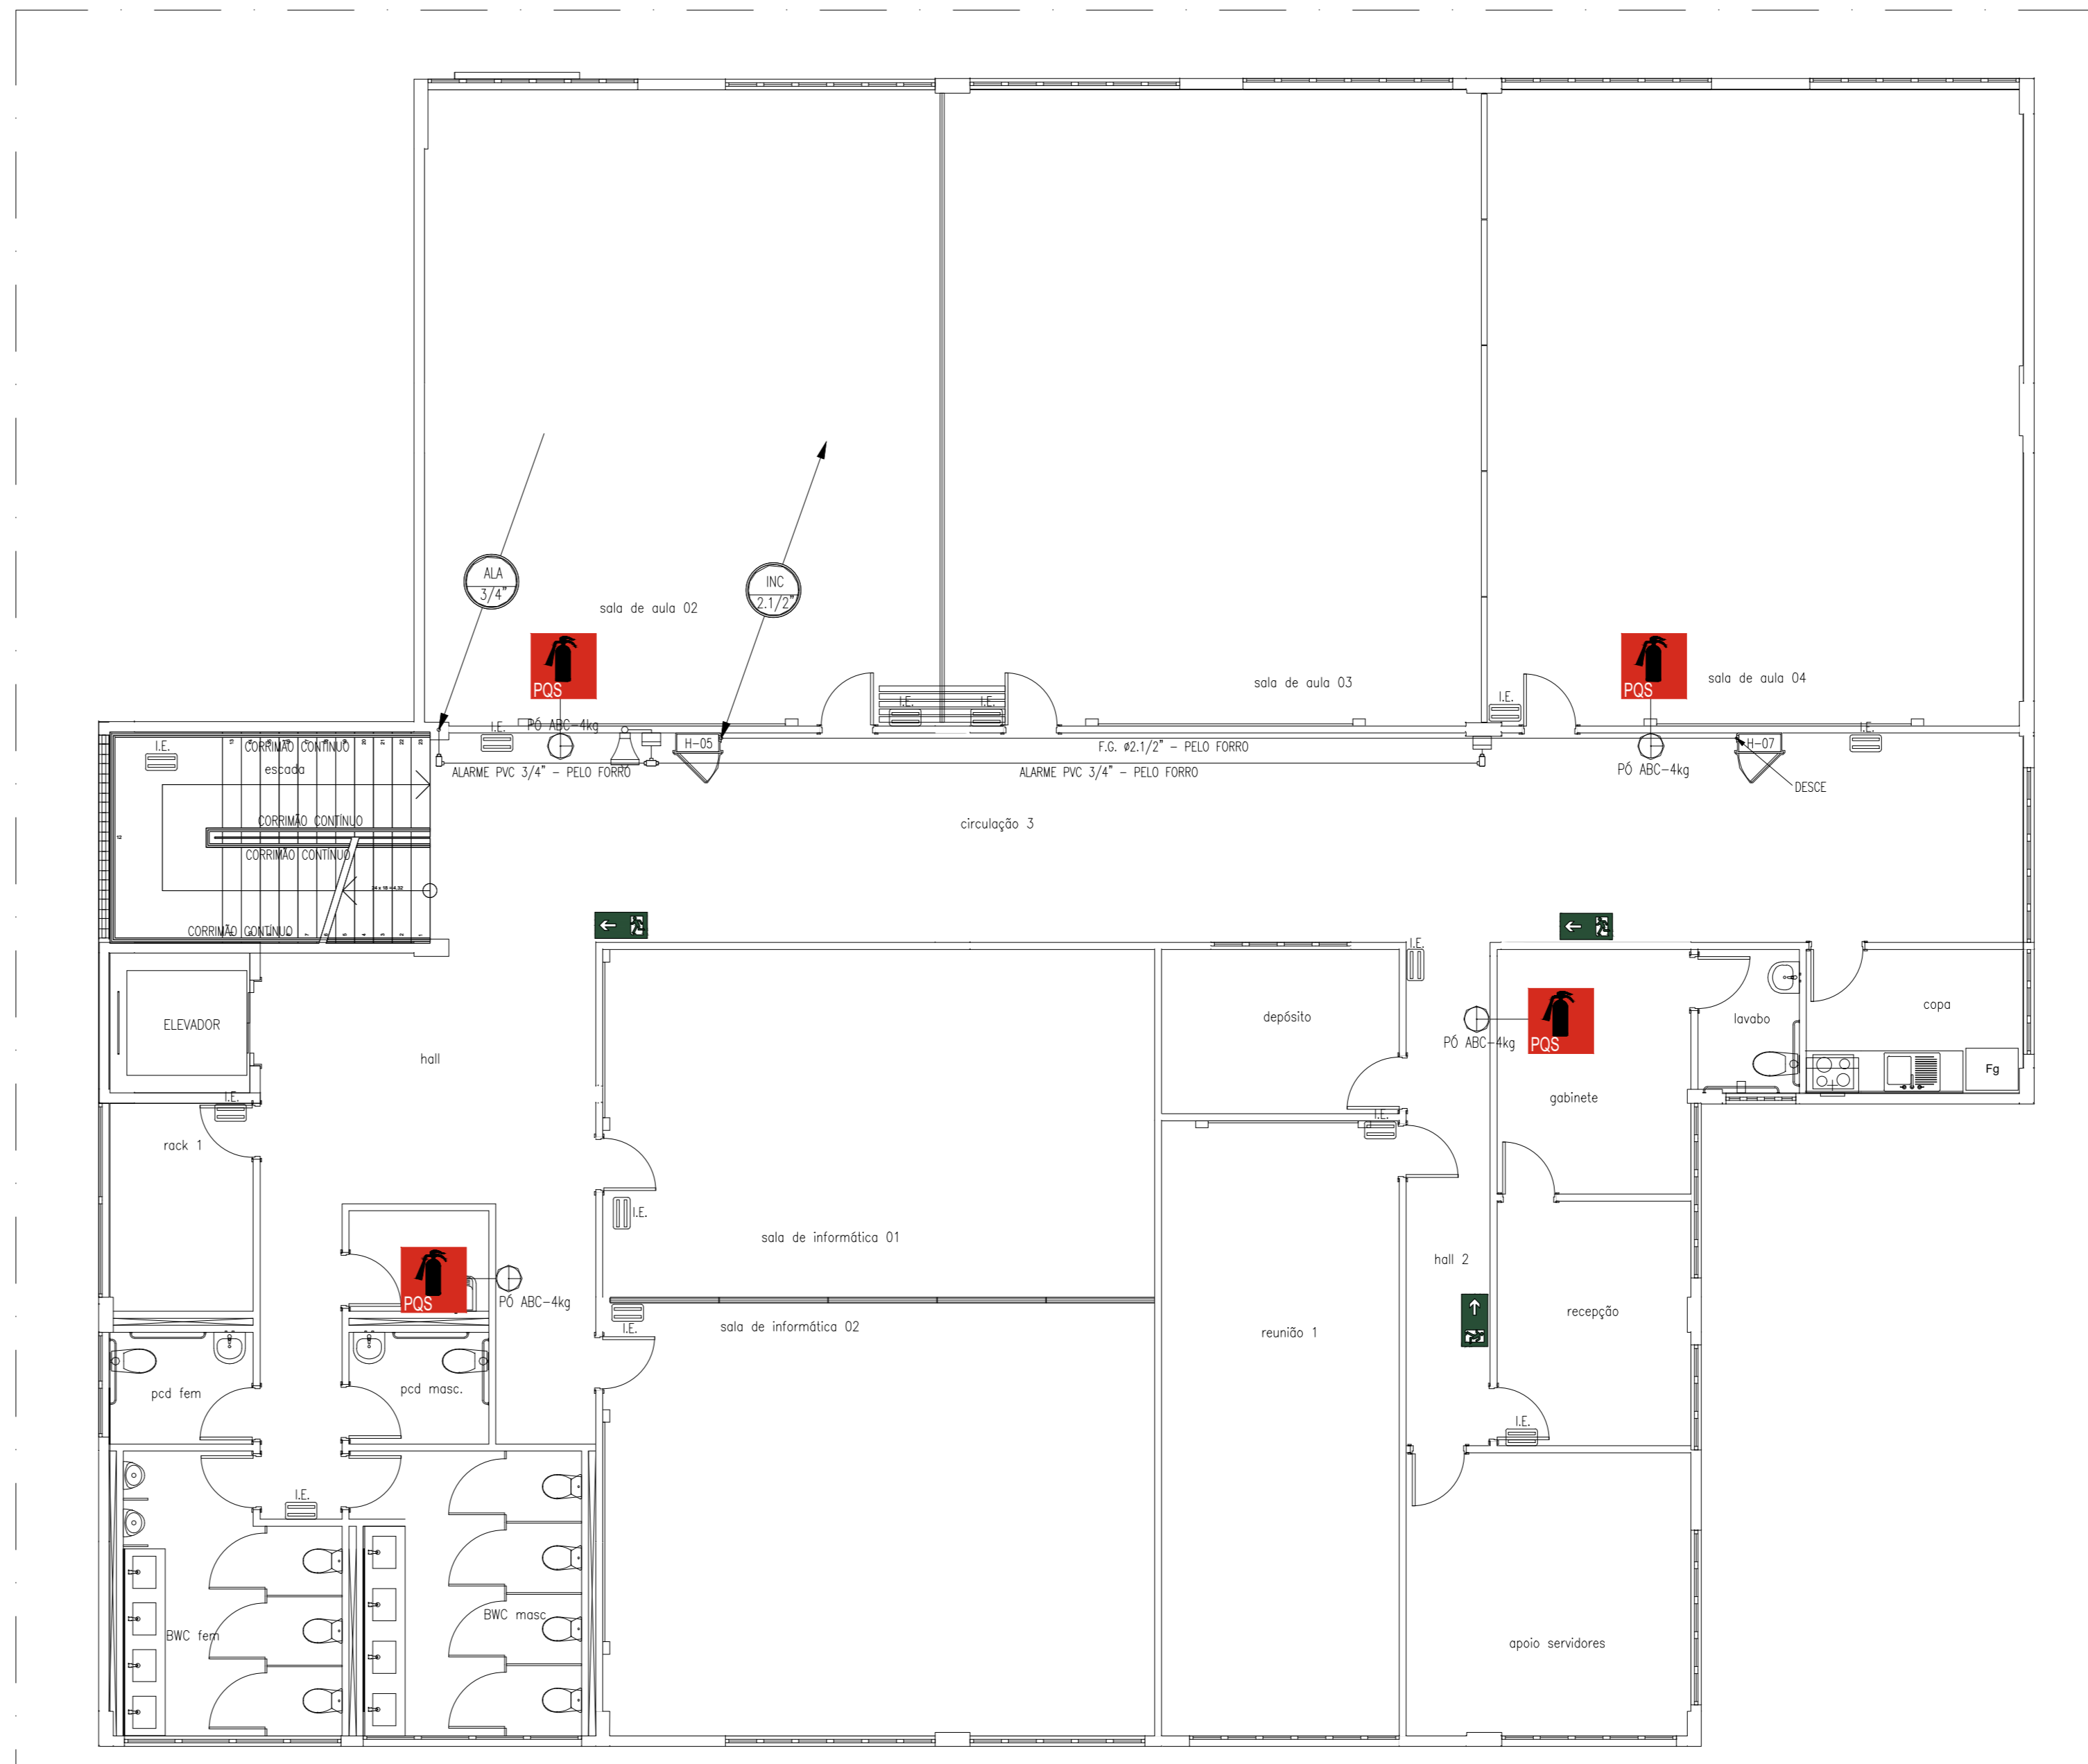 ALA
3/4"
INC
2.1/2"
sala de aula 02
sala de aula 03
sala de aula 04
PQS
PQS
PÓ ABC-4kg
I.E.
I.E.
I.E.
I.E.
I.E.
I.E.
H-05
F.G. ø2.1/2" - PELO FORRO
PÓ ABC-4kg
H-07
DESCE
ALARME PVC 3/4" - PELO FORRO
ALARME PVC 3/4" - PELO FORRO
CORRIMÃO CONTÍNUO
escada
CORRIMÃO CONTÍNUO
CORRIMÃO CONTÍNUO
CORRIMÃO CONTÍNUO
circulação 3
I.E.
ELEVADOR
hall
depósito
PÓ ABC-4kg
PQS
lavabo
copa
Fg
gabinete
I.E.
rack 1
I.E.
I.E.
sala de informática 01
hall 2
PQS
PÓ ABC-4kg
I.E.
sala de informática 02
reunião 1
recepção
pcd fem
pcd masc.
I.E.
I.E.
BWC fem
BWC masc
apoio servidores